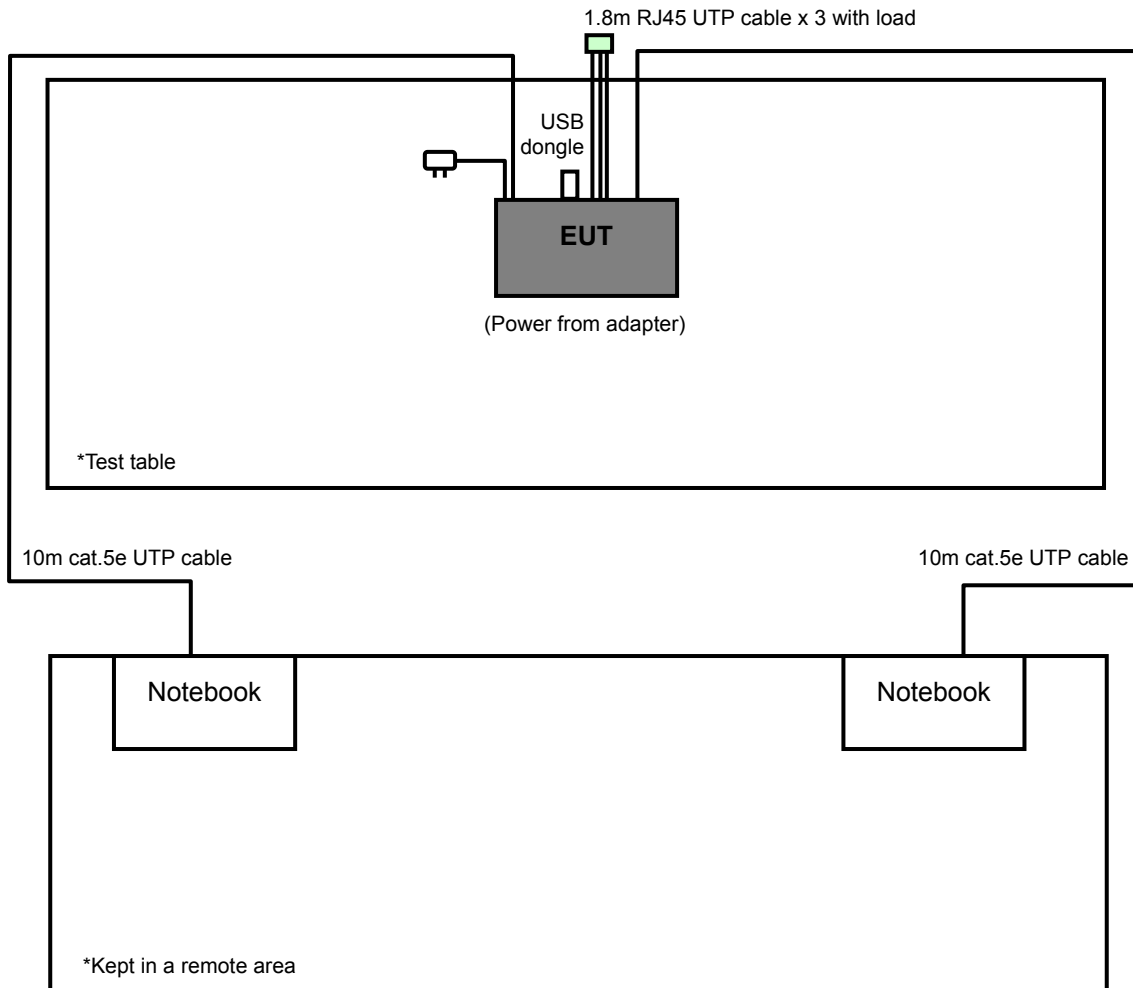 1.8m RJ45 UTP cable x 3 with load
USB
dongle
EUT
(Power from adapter)
*Test table
10m cat.5e UTP cable
10m cat.5e UTP cable
Notebook
Notebook
*Kept in a remote area